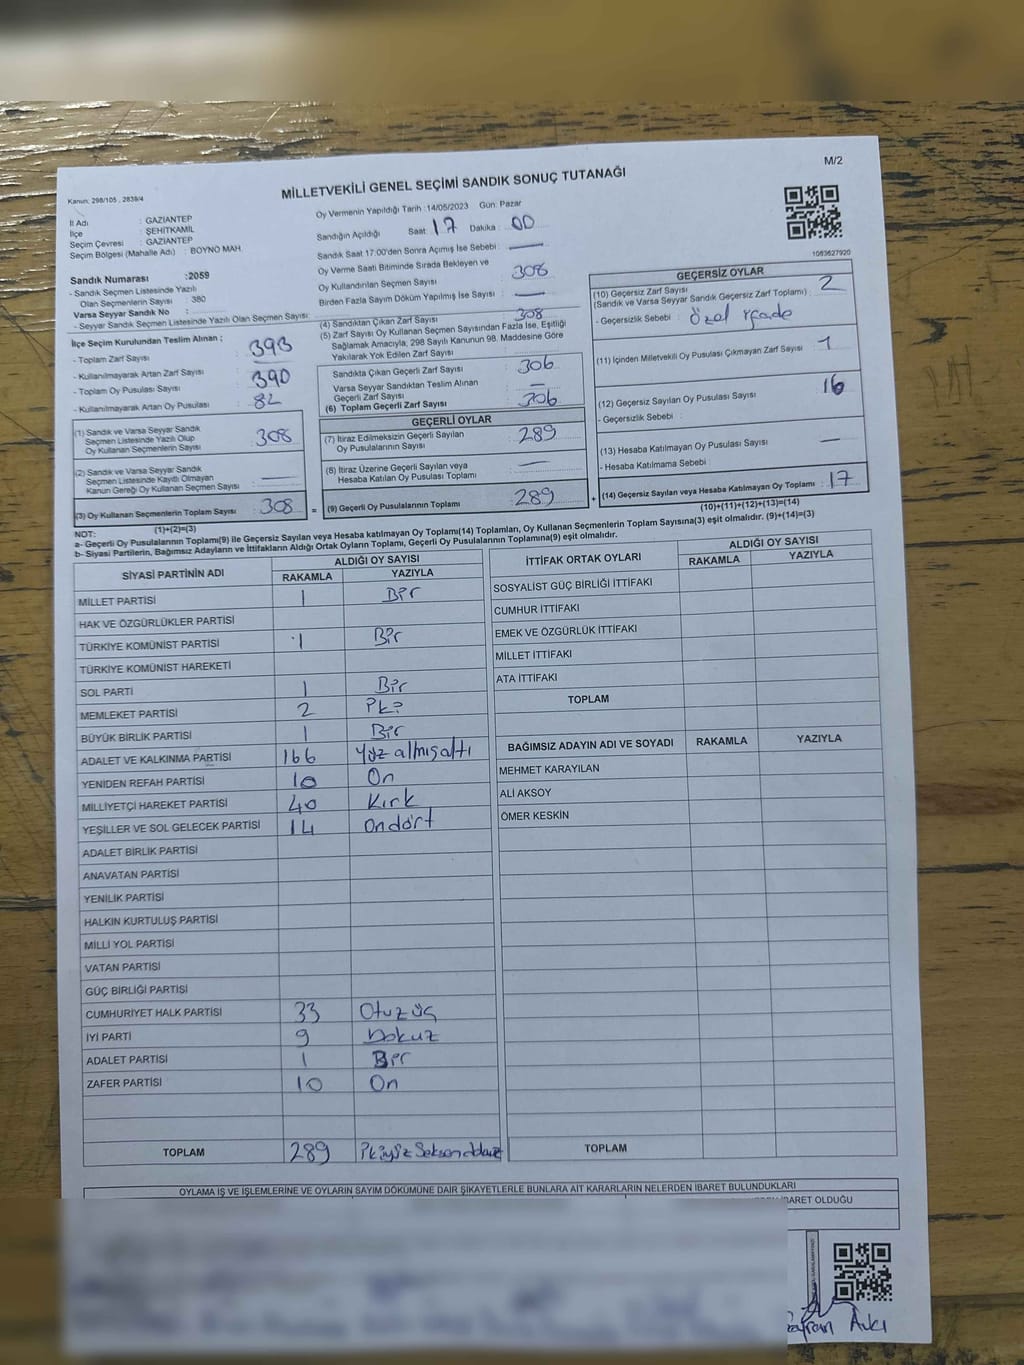 M/2
MİLLETVEKİLİ GENEL SEÇİMİ SANDIK SONUÇ TUTANAĞI
Kanun: 298/105 , 2839/4
İl Adı : GAZİANTEP
İlçe : ŞEHİTKAMİL
Seçim Çevresi : GAZİANTEP
Seçim Bölgesi (Mahalle Adı) : BOYNO MAH.
Sandık Numarası :2059
- Sandık Seçmen Listesinde Yazılı
Olan Seçmenlerin Sayısı : 380
Varsa Seyyar Sandık No :
- Seyyar Sandık Seçmen Listesinde Yazılı Olan Seçmen Sayısı:
Oy Vermenin Yapıldığı Tarih :14/05/2023 Gün: Pazar
Sandığın Açıldığı Saat: 17 Dakika: 00
Sandık Saat 17:00'den Sonra Açımış İse Sebebi : —
Oy Verme Saati Bitiminde Sırada Bekleyen ve
Oy Kullandırılan Seçmen Sayısı : 308
Birden Fazla Sayım Döküm Yapılmış İse Sayısı : —
1083627920
İlçe Seçim Kurulundan Teslim Alınan ;
- Toplam Zarf Sayısı : 393
- Kullanılmayarak Artan Zarf Sayısı : —
- Toplam Oy Pusulası Sayısı : 390
- Kullanılmayarak Artan Oy Pusulası : 82
(1) Sandık ve Varsa Seyyar Sandık
Seçmen Listesinde Yazılı Olup
Oy Kullanan Seçmenlerin Sayısı : 308
(2) Sandık ve Varsa Seyyar Sandık
Seçmen Listesinde Kayıtlı Olmayan
Kanun Gereği Oy Kullanan Seçmen Sayısı : —
(3) Oy Kullanan Seçmenlerin Toplam Sayısı : 308
(1)+(2)=(3)
(4) Sandıktan Çıkan Zarf Sayısı : 308
(5) Zarf Sayısı Oy Kullanan Seçmen Sayısından Fazla İse, Eşitliği
Sağlamak Amacıyla, 298 Sayılı Kanunun 98. Maddesine Göre
Yakılarak Yok Edilen Zarf Sayısı :
Sandıkta Çıkan Geçerli Zarf Sayısı : 306
Varsa Seyyar Sandıktan Teslim Alınan
Geçerli Zarf Sayısı : —
(6) Toplam Geçerli Zarf Sayısı : 306
GEÇERLİ OYLAR
(7) İtiraz Edilmeksizin Geçerli Sayılan
Oy Pusulalarının Sayısı : 289
(8) İtiraz Üzerine Geçerli Sayılan veya
Hesaba Katılan Oy Pusulası Toplamı : —
= (9) Geçerli Oy Pusulalarının Toplamı : 289
GEÇERSİZ OYLAR
(10) Geçersiz Zarf Sayısı
(Sandık ve Varsa Seyyar Sandık Geçersiz Zarf Toplamı) : 2
- Geçersizlik Sebebi : özel ifade
(11) İçinden Milletvekili Oy Pusulası Çıkmayan Zarf Sayısı : 1
(12) Geçersiz Sayılan Oy Pusulası Sayısı : 16
- Geçersizlik Sebebi :
(13) Hesaba Katılmayan Oy Pusulası Sayısı : —
- Hesaba Katılmama Sebebi
+ (14) Geçersiz Sayılan veya Hesaba Katılmayan Oy Toplamı : 17
(10)+(11)+(12)+(13)=(14)
NOT:
a- Geçerli Oy Pusulalarının Toplamı(9) ile Geçersiz Sayılan veya Hesaba katılmayan Oy Toplamı(14) Toplamları, Oy Kullanan Seçmenlerin Toplam Sayısına(3) eşit olmalıdır. (9)+(14)=(3)
b- Siyasi Partilerin, Bağımsız Adayların ve İttifakların Aldığı Ortak Oyların Toplamı, Geçerli Oy Pusulalarının Toplamına(9) eşit olmalıdır.
SİYASİ PARTİNİN ADI ALDIĞI OY SAYISI
RAKAMLA YAZIYLA
MİLLET PARTİSİ 1 Bir
HAK VE ÖZGÜRLÜKLER PARTİSİ
TÜRKİYE KOMÜNİST PARTİSİ 1 Bir
TÜRKİYE KOMÜNİST HAREKETİ
SOL PARTİ 1 Bir
MEMLEKET PARTİSİ 2 İki
BÜYÜK BİRLİK PARTİSİ 1 Bir
ADALET VE KALKINMA PARTİSİ 166 Yüz altmışaltı
YENİDEN REFAH PARTİSİ 10 On
MİLLİYETÇİ HAREKET PARTİSİ 40 Kırk
YEŞİLLER VE SOL GELECEK PARTİSİ 14 Ondört
ADALET BİRLİK PARTİSİ
ANAVATAN PARTİSİ
YENİLİK PARTİSİ
HALKIN KURTULUŞ PARTİSİ
MİLLİ YOL PARTİSİ
VATAN PARTİSİ
GÜÇ BİRLİĞİ PARTİSİ
CUMHURİYET HALK PARTİSİ 33 Otuzüç
İYİ PARTİ 9 Dokuz
ADALET PARTİSİ 1 Bir
ZAFER PARTİSİ 10 On
TOPLAM 289 İkiyüz Seksendokuz
İTTİFAK ORTAK OYLARI ALDIĞI OY SAYISI
RAKAMLA YAZIYLA
SOSYALİST GÜÇ BİRLİĞİ İTTİFAKI
CUMHUR İTTİFAKI
EMEK VE ÖZGÜRLÜK İTTİFAKI
MİLLET İTTİFAKI
ATA İTTİFAKI
TOPLAM
BAĞIMSIZ ADAYIN ADI VE SOYADI RAKAMLA YAZIYLA
MEHMET KARAYILAN
ALİ AKSOY
ÖMER KESKİN
TOPLAM
OYLAMA İŞ VE İŞLEMLERİNE VE OYLARIN SAYIM DÖKÜMÜNE DAİR ŞİKAYETLERLE BUNLARA AİT KARARLARIN NELERDEN İBARET BULUNDUKLARI
İBARET OLDUĞU